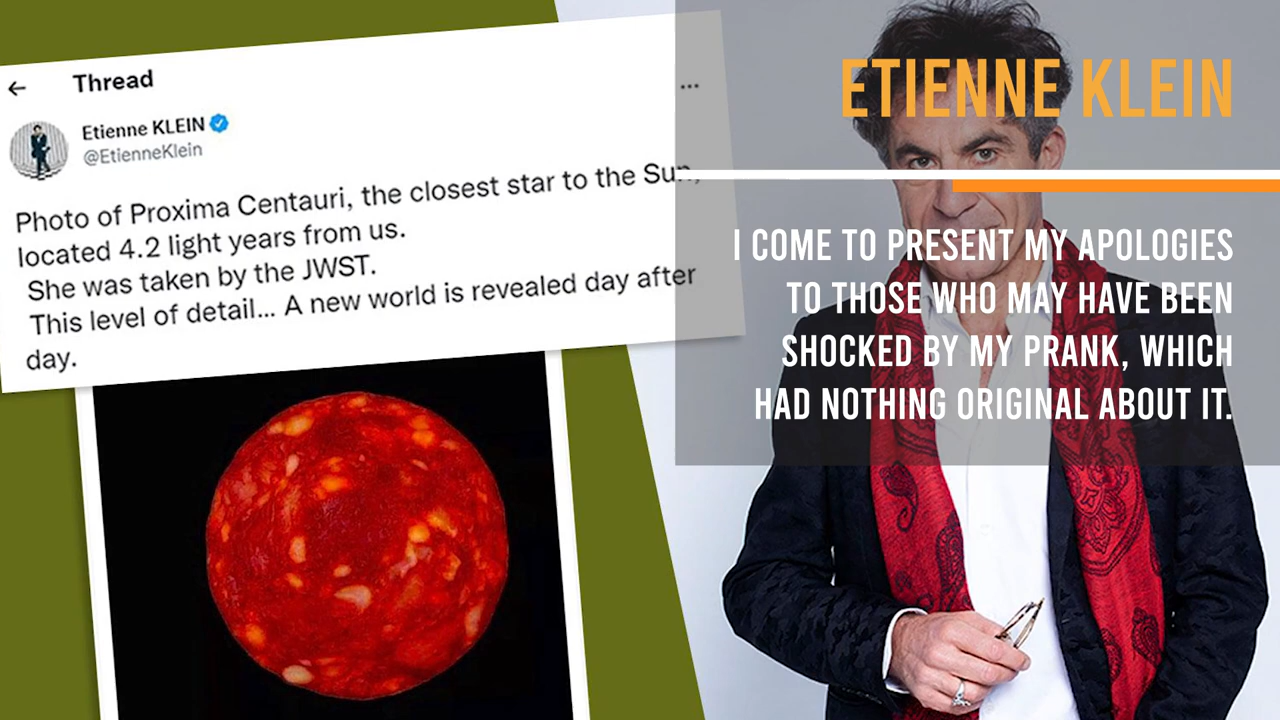 Thread
...
Etienne KLEIN
@EtienneKlein
Photo of Proxima Centauri, the closest star to the Sun,
located 4.2 light years from us.
She was taken by the JWST.
This level of detail... A new world is revealed day after
day.
ETIENNE KLEIN
I COME TO PRESENT MY APOLOGIES
TO THOSE WHO MAY HAVE BEEN
SHOCKED BY MY PRANK, WHICH
HAD NOTHING ORIGINAL ABOUT IT.